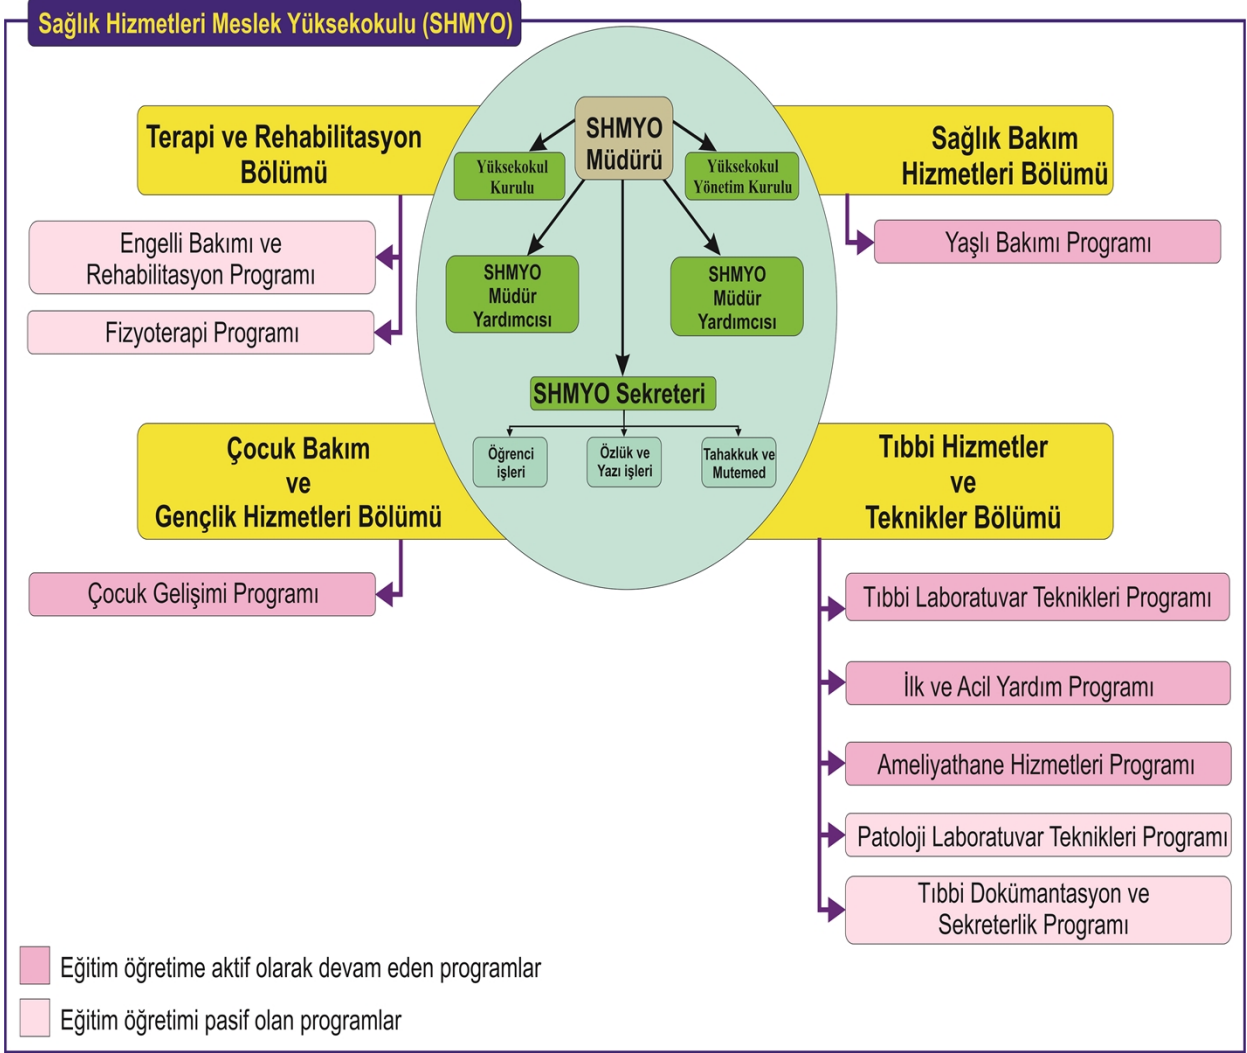 Sağlık Hizmetleri Meslek Yüksekokulu (SHMYO)
SHMYO
Müdürü
Yüksekokul
Kurulu
Yüksekokul
Yönetim Kurulu
SHMYO
Müdür
Yardımcısı
SHMYO
Müdür
Yardımcısı
SHMYO Sekreteri
Öğrenci
işleri
Özlük ve
Yazı işleri
Tahakkuk ve
Mutemed
Terapi ve Rehabilitasyon
Bölümü
Engelli Bakımı ve
Rehabilitasyon Programı
Fizyoterapi Programı
Sağlık Bakım
Hizmetleri Bölümü
Yaşlı Bakımı Programı
Çocuk Bakım
ve
Gençlik Hizmetleri Bölümü
Çocuk Gelişimi Programı
Tıbbi Hizmetler
ve
Teknikler Bölümü
Tıbbi Laboratuvar Teknikleri Programı
İlk ve Acil Yardım Programı
Ameliyathane Hizmetleri Programı
Patoloji Laboratuvar Teknikleri Programı
Tıbbi Dokümantasyon ve
Sekreterlik Programı
Eğitim öğretime aktif olarak devam eden programlar
Eğitim öğretimi pasif olan programlar